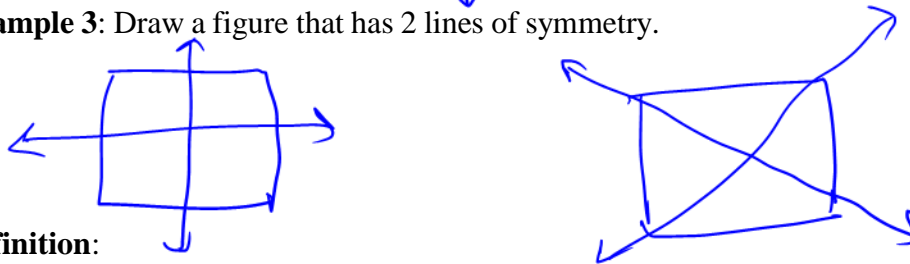 ample 3: Draw a figure that has 2 lines of symmetry.
finition: